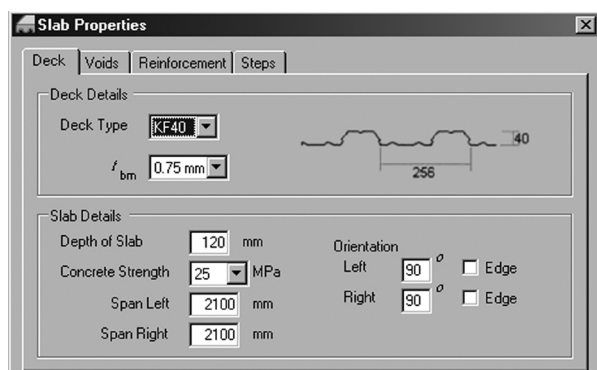 Slab Properties
Deck Voids Reinforcement Steps
Deck Details
Deck Type KF40
t bm 0.75 mm
40
256
Slab Details
Depth of Slab 120 mm
Concrete Strength 25 MPa
Span Left 2100 mm
Span Right 2100 mm
Orientation
Left 90 o Edge
Right 90 o Edge